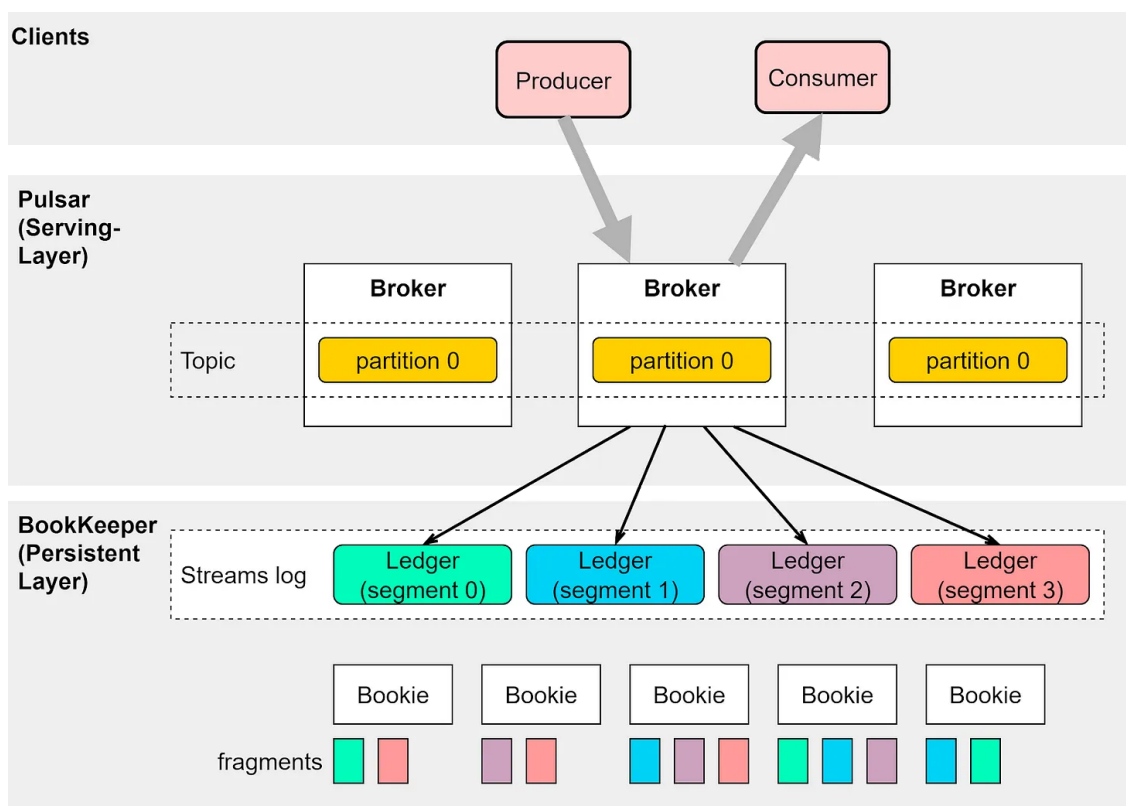 Clients
Producer
Consumer
Pulsar
(Serving-
Layer)
Broker
Broker
Broker
Topic
partition 0
partition 0
partition 0
BookKeeper
(Persistent
Layer)
Streams log
Ledger
(segment 0)
Ledger
(segment 1)
Ledger
(segment 2)
Ledger
(segment 3)
Bookie
Bookie
Bookie
Bookie
Bookie
fragments